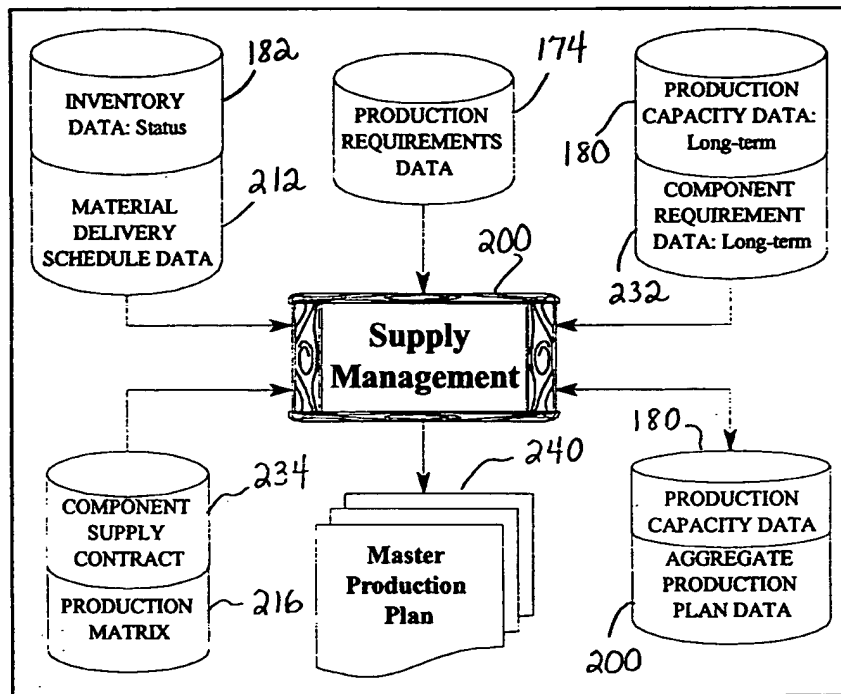 182
INVENTORY
DATA: Status
212
MATERIAL
DELIVERY
SCHEDULE DATA
174
PRODUCTION
REQUIREMENTS
DATA
PRODUCTION
CAPACITY DATA:
Long-term
180
COMPONENT
REQUIREMENT
DATA: Long-term
232
200
Supply
Management
234
COMPONENT
SUPPLY
CONTRACT
PRODUCTION
MATRIX
216
240
Master
Production
Plan
180
PRODUCTION
CAPACITY DATA
AGGREGATE
PRODUCTION
PLAN DATA
200